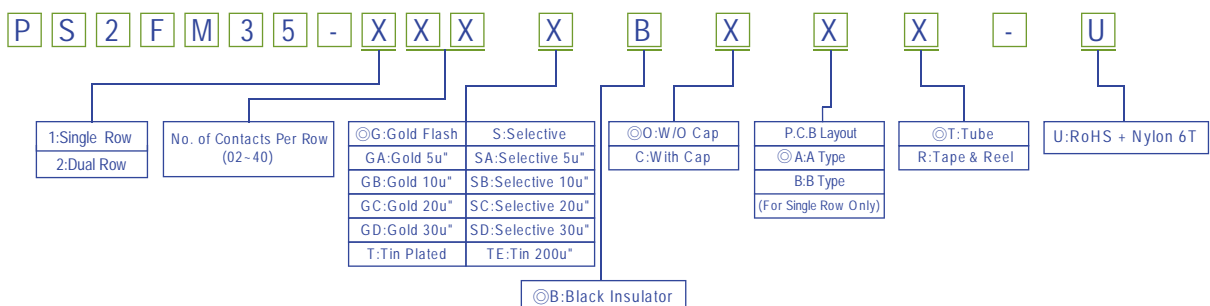 PS2FM35-XXX X B X X X - U
1:Single Row
2:Dual Row
No. of Contacts Per Row
(02~40)
◎G:Gold Flash S:Selective
GA:Gold 5u" SA:Selective 5u"
GB:Gold 10u" SB:Selective 10u"
GC:Gold 20u" SC:Selective 20u"
GD:Gold 30u" SD:Selective 30u"
T:Tin Plated TE:Tin 200u"
◎O:W/O Cap
C:With Cap
P.C.B Layout
◎A:A Type
B:B Type
(For Single Row Only)
◎T:Tube
R:Tape & Reel
U:RoHS + Nylon 6T
◎B:Black Insulator